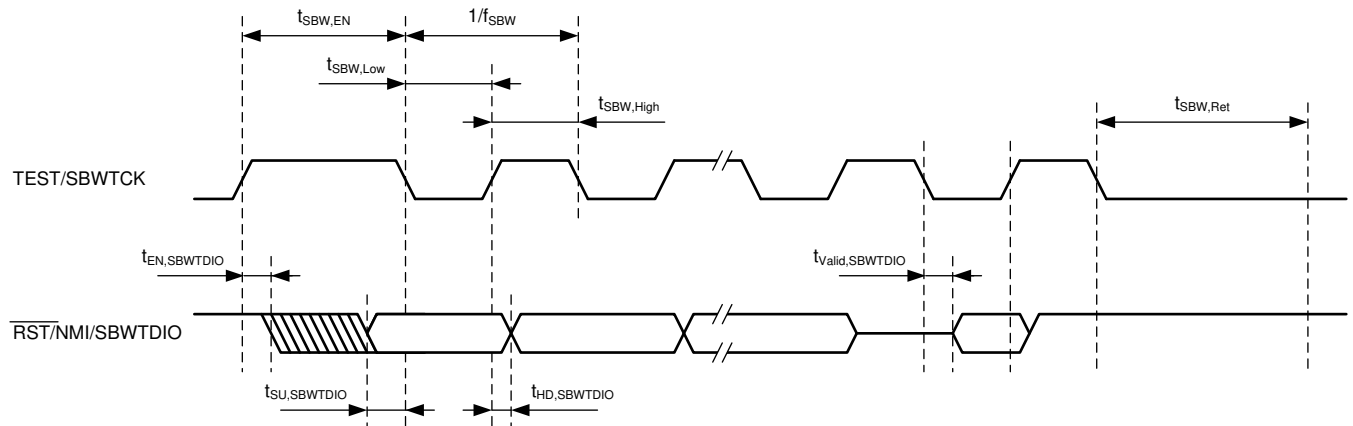 tSBW,EN
1/fSBW
tSBW,Low
tSBW,High
tSBW,Ret
TEST/SBWTCK
tEN,SBWTDIO
tValid,SBWTDIO
RST/NMI/SBWTDIO
tSU,SBWTDIO
tHD,SBWTDIO